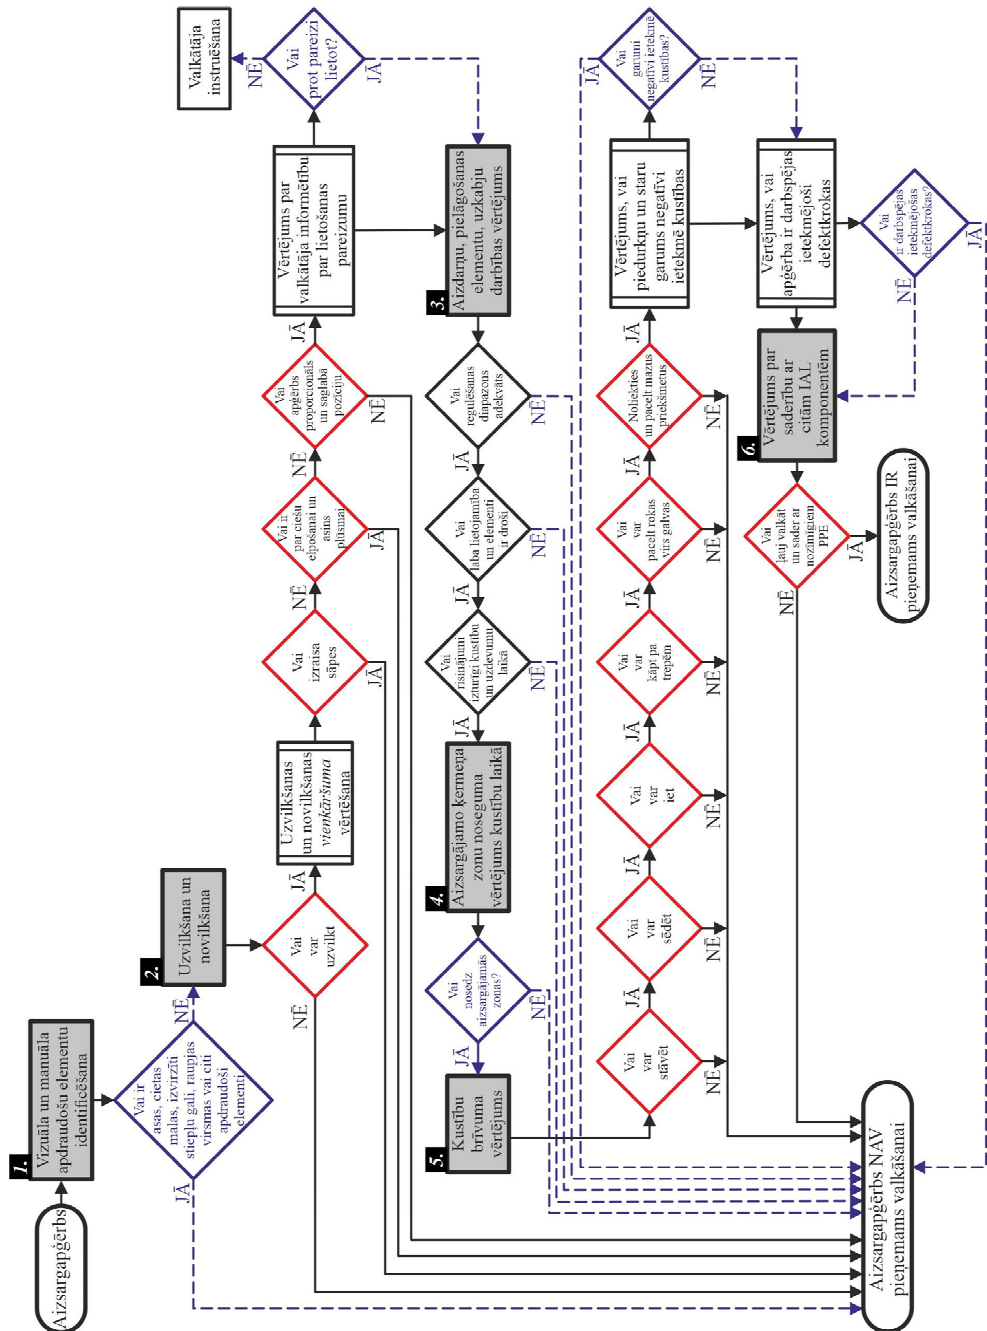 Aizsargapģērbs
1.
Vizuāla un manuāla
apdraudošu elementu
identificēšana
Vai ir
asas, cietas
malas, izvirzīti
stiepļu gali, raupjas
virsmas vai citi
apdraudoši
elementi
JĀ
NĒ
2.
Uzvilkšana un
novilkšana
Vai
var
uzvilkt
NĒ
JĀ
Uzvilkšanas
un novilkšanas
vienkāršuma
vērtēšana
Vai
izraisa
sāpes
JĀ
NĒ
Vai ir
par ciešu
elpošanai un
asins
plūsmai
JĀ
NĒ
Vai
apģērbs
proporcionāls
un saglabā
pozīciju
NĒ
JĀ
Vērtējums par
valkātāja informētību
par lietošanas
pareizumu
Vai
prot pareizi
lietot?
NĒ
JĀ
Valkātāja
instruēšana
3.
Aizdarņu, pielāgošanas
elementu, uzkabju
darbības vērtējums
Vai
regulēšanas
diapazous
adekvāts
NĒ
JĀ
Vai
laba lietojamība
un elementi
ir droši
NĒ
JĀ
Vai
risinājumi
izturīgi kustību
un uzdevumu
laikā
NĒ
JĀ
4.
Aizsargājamo ķermeņa
zonu noseguma
vērtējums kustību laikā
Vai
nosedz
aizsargājamās
zonas?
NĒ
JĀ
5.
Kustību
brīvuma
vērtējums
Vai
var
stāvēt
NĒ
JĀ
Vai
var
sēdēt
NĒ
JĀ
Vai
var
iet
NĒ
JĀ
Vai
var
kāpt pa
trepēm
NĒ
JĀ
Vai
var
pacelt rokas
virs galvas
NĒ
JĀ
Noliekties
un pacelt mazus
priekšmetus
NĒ
JĀ
Vērtējums, vai
piedurkņu un staru
garums negatīvi
ietekmē kustības
Vai
garumi
negatīvi ietekmē
kustības?
JĀ
NĒ
Vērtējums, vai
apģērba ir darbspējas
ietekmējoši
defektkrokas
Vai
ir darbspējas
ietekmējošas
defektkrokas?
NĒ
JĀ
6.
Vērtējums par
saderību ar
citām IAL
komponentēm
Vai
ļauj valkāt
un sader ar
nozīmīgiem
PPE
NĒ
JĀ
Aizsargapģērbs IR
pieņemams valkāšanai
Aizsargapģērbs NAV
pieņemams valkāšanai